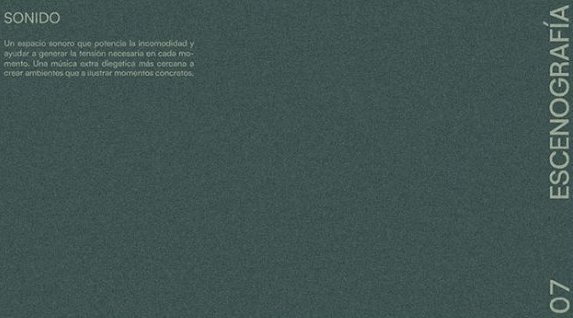 SONIDO
Un espacio sonoro que potencia la incomodidad y
ayudar a generar la tensión necesaria en cada mo-
mento. Una música extra diegética más cercana a
crear ambientes que a ilustrar momentos concretos.
ESCENOGRAFÍA
07